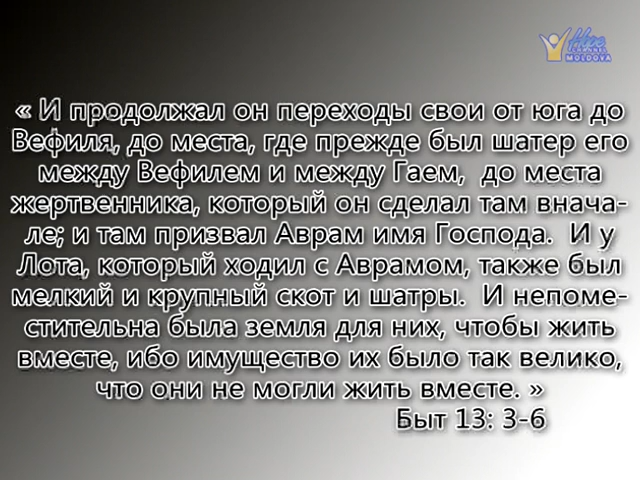 Hope
CHANNEL
MOLDOVA
« И продолжал он переходы свои от юга до
Вефиля, до места, где прежде был шатер его
между Вефилем и между Гаем, до места
жертвенника, который он сделал там внача-
ле; и там призвал Аврам имя Господа. И у
Лота, который ходил с Аврамом, также был
мелкий и крупный скот и шатры. И непоме-
стительна была земля для них, чтобы жить
вместе, ибо имущество их было так велико,
что они не могли жить вместе. »
Быт 13: 3-6